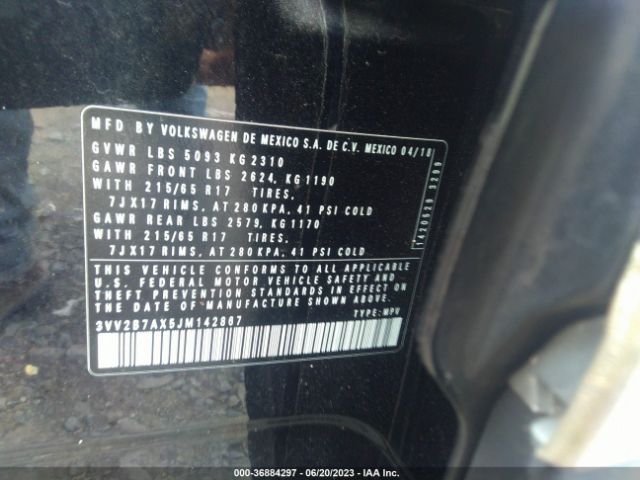 MFD BY VOLKSWAGEN DE MEXICO S.A. DE C.V. MEXICO 04/18
GVWR LBS 5093 KG 2310
GAWR FRONT LBS 2624, KG 1190
WITH 215/65 R17 TIRES,
7JX17 RIMS, AT 280 KPA, 41 PSI COLD
GAWR REAR LBS 2579, KG 1170
WITH 215/65 R17 TIRES,
7JX17 RIMS, AT 280 KPA, 41 PSI COLD
THIS VEHICLE CONFORMS TO ALL APPLICABLE
U.S. FEDERAL MOTOR VEHICLE SAFETY AND
THEFT PREVENTION STANDARDS IN EFFECT ON
THE DATE OF MANUFACTURE SHOWN ABOVE.
3VV2B7AX5JM142867 TYPE: MPV
000-36884297 - 06/20/2023 - IAA Inc.